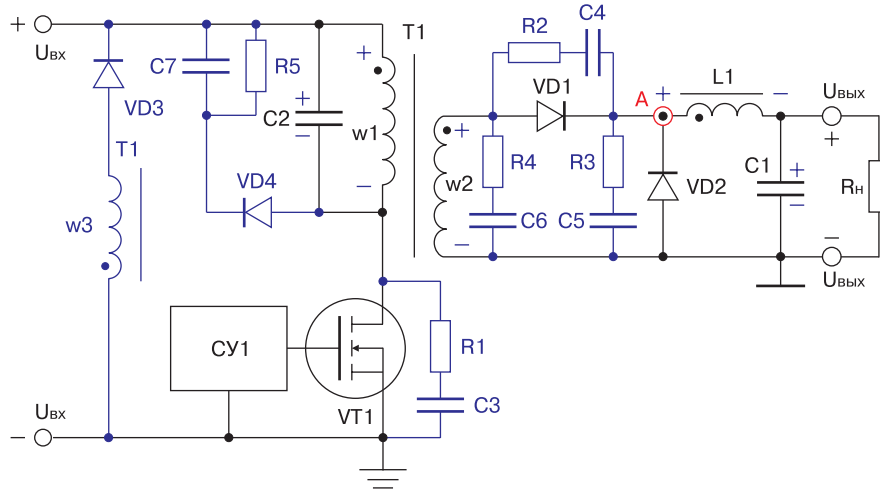 + Uвх
VD3
T1
w3
C7
R5
VD4
+ C2 −
+ w1 −
T1
+ w2 −
R2
C4
VD1
R4
C6
R3
C5
A
+ L1 −
VD2
C1 + −
Uвых +
Rн
− Uвых
СУ1
VT1
R1
C3
− Uвх